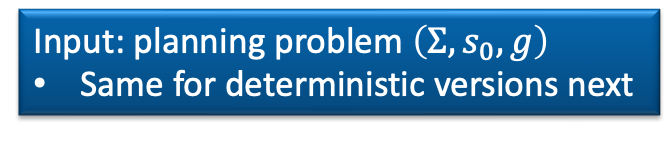 Input: planning problem (Σ, s₀, g)
• Same for deterministic versions next